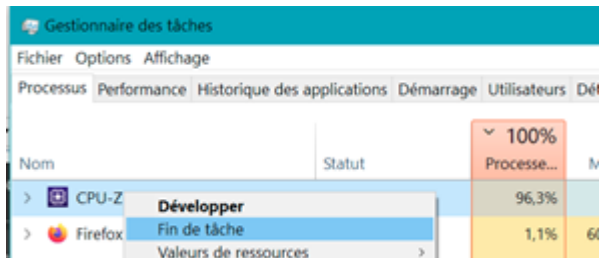 Gestionnaire des tâches
Fichier Options Affichage
Processus Performance Historique des applications Démarrage Utilisateurs
100%
Nom Statut Processe...
CPU-Z 96,3%
Développer
Firefox Fin de tâche 1,1%
Valeurs de ressources